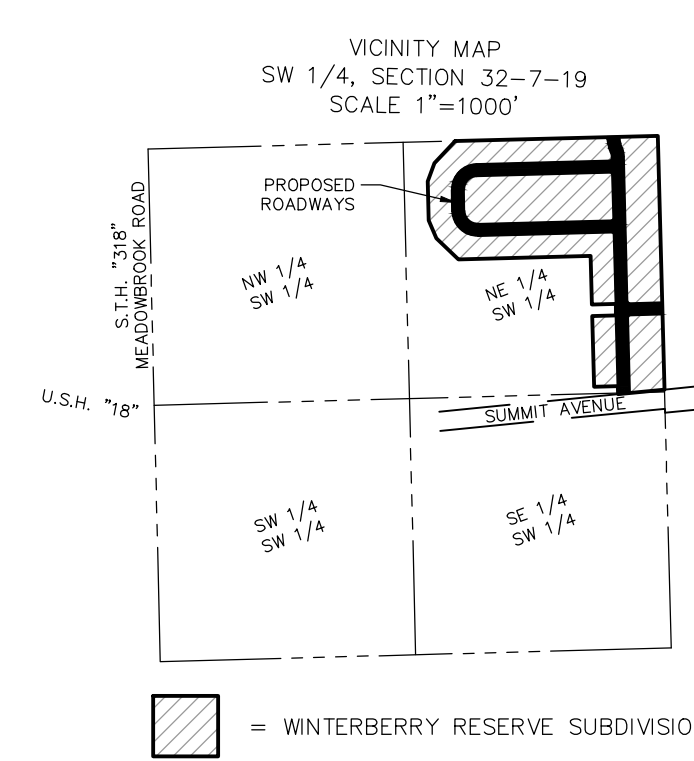 VICINITY MAP
SW 1/4, SECTION 32-7-19
SCALE 1"=1000'
PROPOSED
ROADWAYS
S.T.H. "318"
MEADOWBROOK ROAD
NW 1/4
SW 1/4
NE 1/4
SW 1/4
U.S.H. "18"
SUMMIT AVENUE
SW 1/4
SW 1/4
SE 1/4
SW 1/4
= WINTERBERRY RESERVE SUBDIVISIO